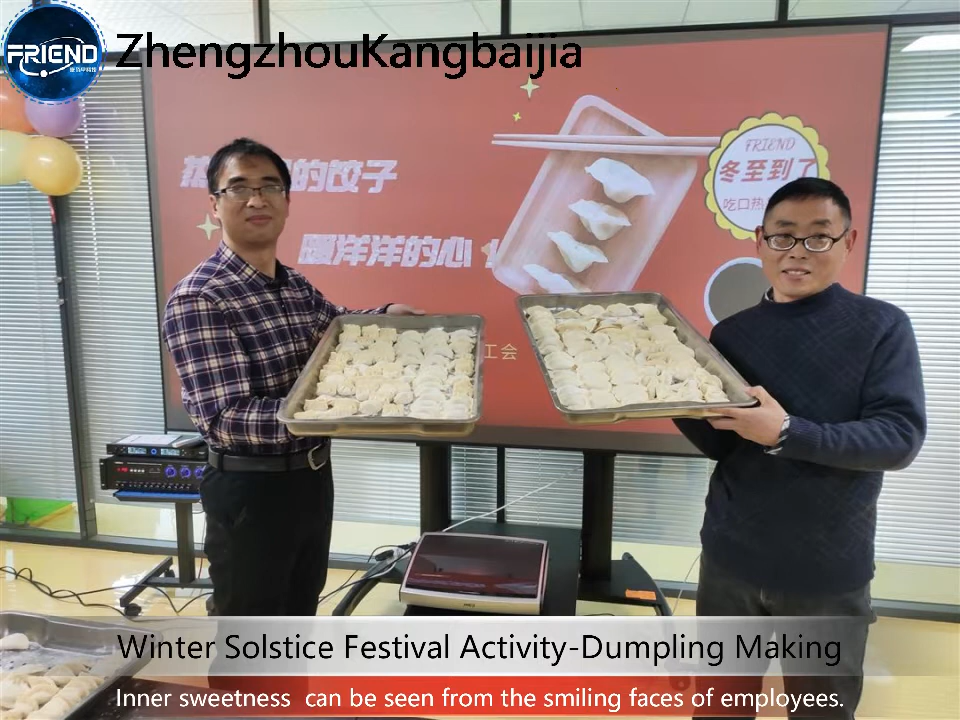 FRIEND
ZhengzhouKangbaijia
的饺子
暖洋洋的心
FRIEND
冬至到了
吃口热
工会
Winter Solstice Festival Activity-Dumpling Making
Inner sweetness can be seen from the smiling faces of employees.